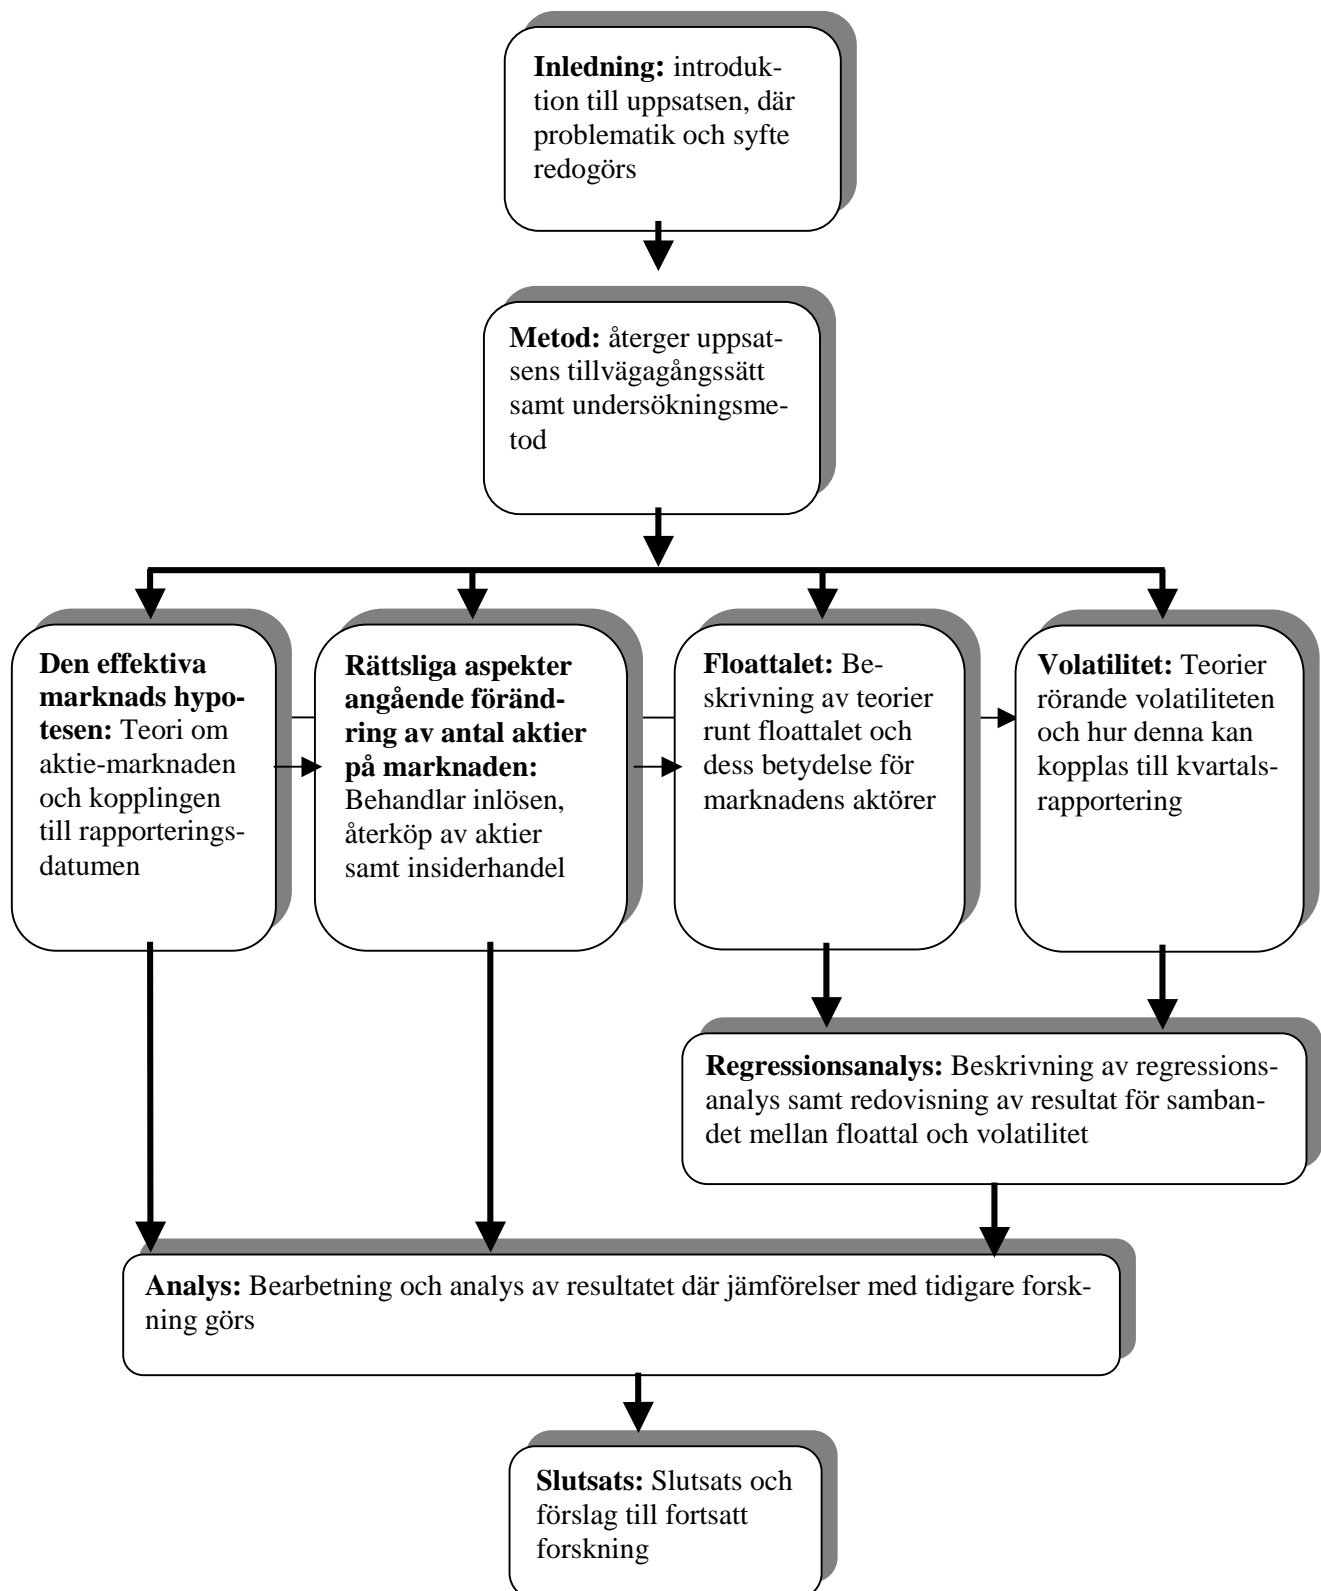 Inledning: introduk-
tion till uppsatsen, där
problematik och syfte
redogörs
Metod: återger uppsat-
sens tillvägagångssätt
samt undersökningsme-
tod
Den effektiva
marknads hypo-
tesen: Teori om
aktie-marknaden
och kopplingen
till rapporterings-
datumen
Rättsliga aspekter
angående föränd-
ring av antal aktier
på marknaden:
Behandlar inlösen,
återköp av aktier
samt insiderhandel
Floattalet: Be-
skrivning av teorier
runt floattalet och
dess betydelse för
marknadens aktörer
Volatilitet: Teorier
rörande volatiliteten
och hur denna kan
kopplas till kvartals-
rapportering
Regressionsanalys: Beskrivning av regressions-
analys samt redovisning av resultat för samban-
det mellan floattal och volatilitet
Analys: Bearbetning och analys av resultatet där jämförelser med tidigare forsk-
ning görs
Slutsats: Slutsats och
förslag till fortsatt
forskning